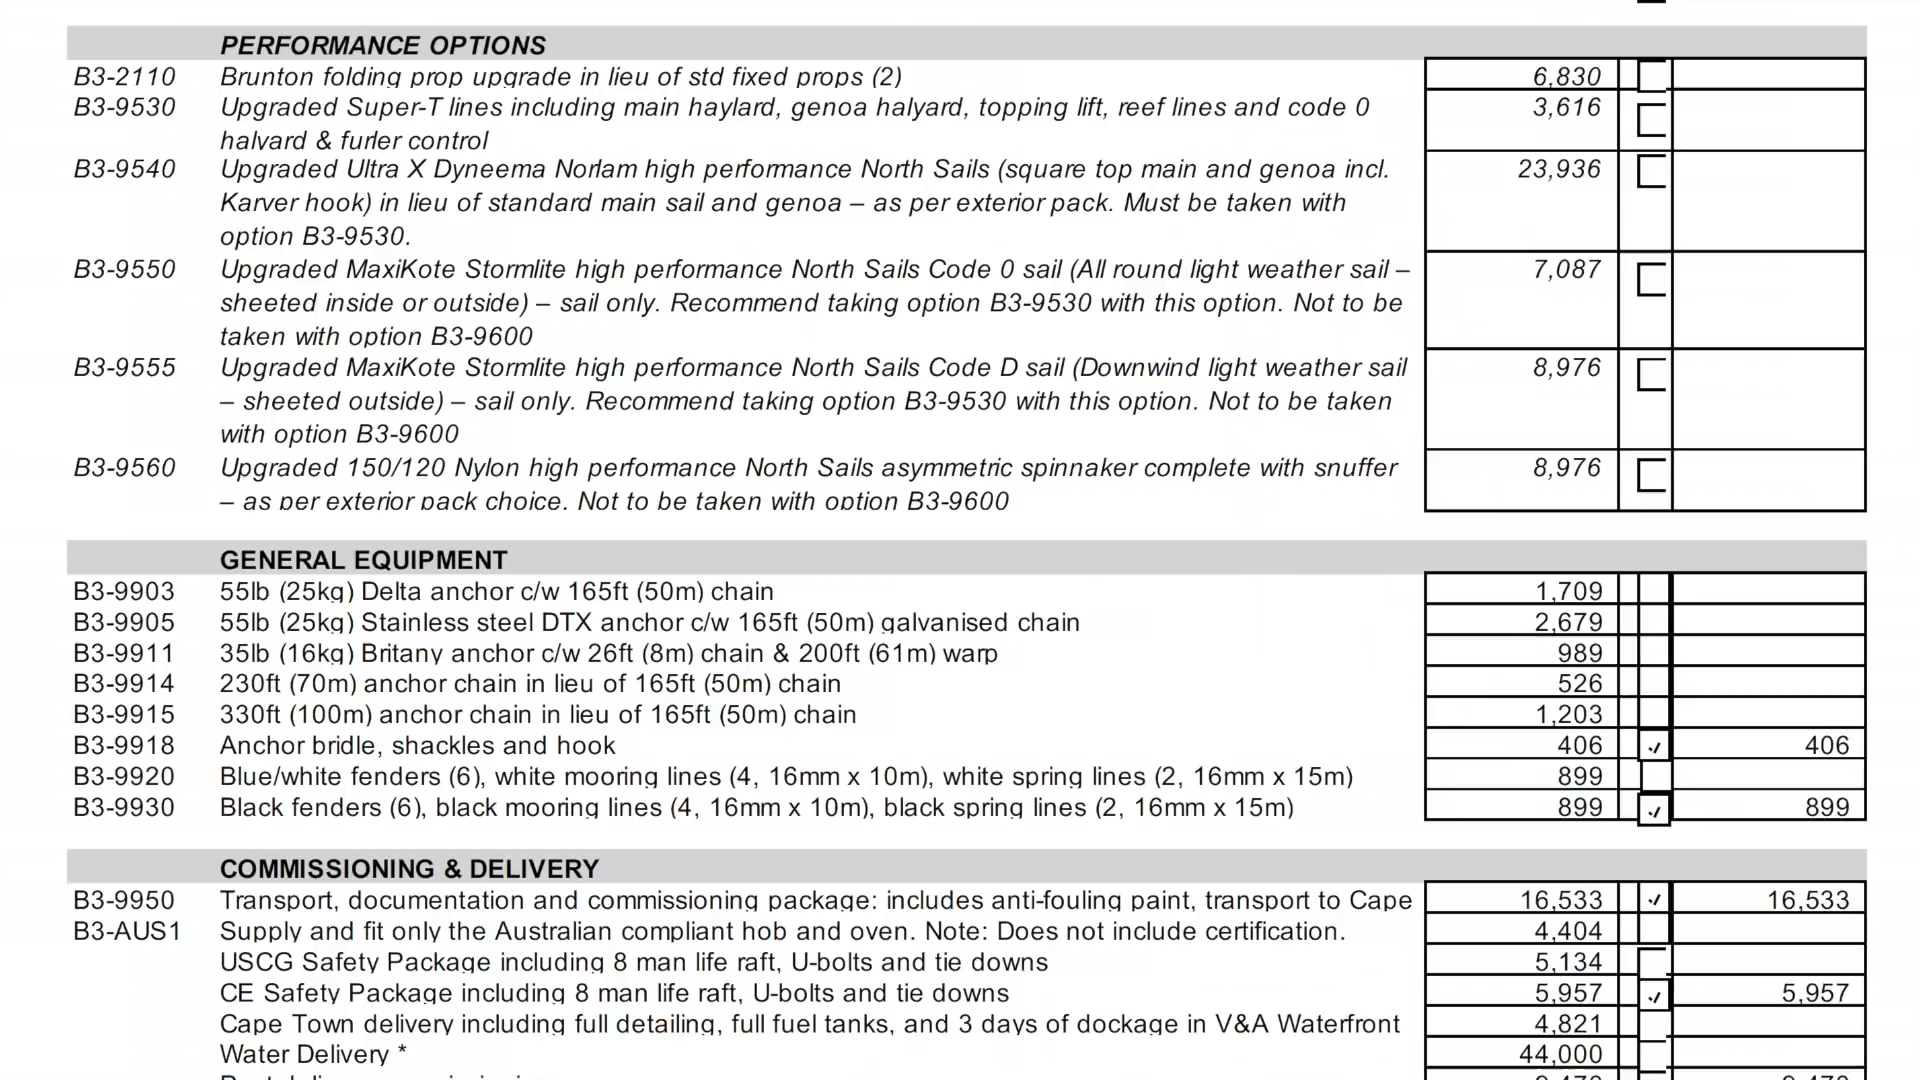 PERFORMANCE OPTIONS
B3-2110 Brunton folding prop upgrade in lieu of std fixed props (2) 6,830
B3-9530 Upgraded Super-T lines including main haylard, genoa halyard, topping lift, reef lines and code 0 3,616
halyard & furler control
B3-9540 Upgraded Ultra X Dyneema Norlam high performance North Sails (square top main and genoa incl. 23,936
Karver hook) in lieu of standard main sail and genoa – as per exterior pack. Must be taken with
option B3-9530.
B3-9550 Upgraded MaxiKote Stormlite high performance North Sails Code 0 sail (All round light weather sail – 7,087
sheeted inside or outside) – sail only. Recommend taking option B3-9530 with this option. Not to be
taken with option B3-9600
B3-9555 Upgraded MaxiKote Stormlite high performance North Sails Code D sail (Downwind light weather sail 8,976
– sheeted outside) – sail only. Recommend taking option B3-9530 with this option. Not to be taken
with option B3-9600
B3-9560 Upgraded 150/120 Nylon high performance North Sails asymmetric spinnaker complete with snuffer 8,976
– as per exterior pack choice. Not to be taken with option B3-9600
GENERAL EQUIPMENT
B3-9903 55lb (25kg) Delta anchor c/w 165ft (50m) chain 1,709
B3-9905 55lb (25kg) Stainless steel DTX anchor c/w 165ft (50m) galvanised chain 2,679
B3-9911 35lb (16kg) Britany anchor c/w 26ft (8m) chain & 200ft (61m) warp 989
B3-9914 230ft (70m) anchor chain in lieu of 165ft (50m) chain 526
B3-9915 330ft (100m) anchor chain in lieu of 165ft (50m) chain 1,203
B3-9918 Anchor bridle, shackles and hook 406 ✓ 406
B3-9920 Blue/white fenders (6), white mooring lines (4, 16mm x 10m), white spring lines (2, 16mm x 15m) 899
B3-9930 Black fenders (6), black mooring lines (4, 16mm x 10m), black spring lines (2, 16mm x 15m) 899 ✓ 899
COMMISSIONING & DELIVERY
B3-9950 Transport, documentation and commissioning package: includes anti-fouling paint, transport to Cape 16,533 ✓ 16,533
B3-AUS1 Supply and fit only the Australian compliant hob and oven. Note: Does not include certification. 4,404
USCG Safety Package including 8 man life raft, U-bolts and tie downs 5,134
CE Safety Package including 8 man life raft, U-bolts and tie downs 5,957 ✓ 5,957
Cape Town delivery including full detailing, full fuel tanks, and 3 days of dockage in V&A Waterfront 4,821
Water Delivery * 44,000